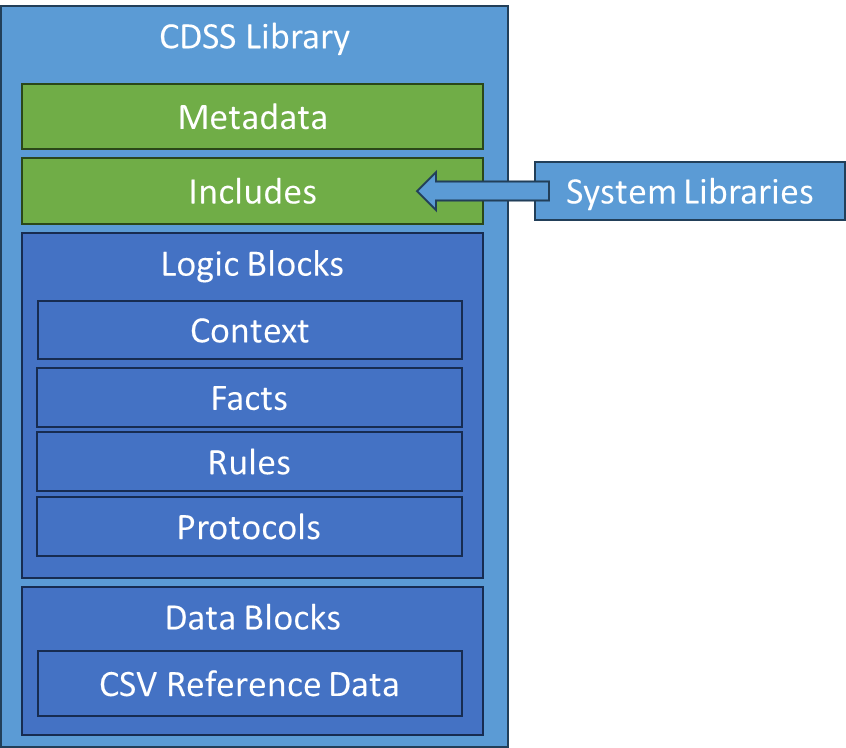 CDSS Library
Metadata
Includes
System Libraries
Logic Blocks
Context
Facts
Rules
Protocols
Data Blocks
CSV Reference Data